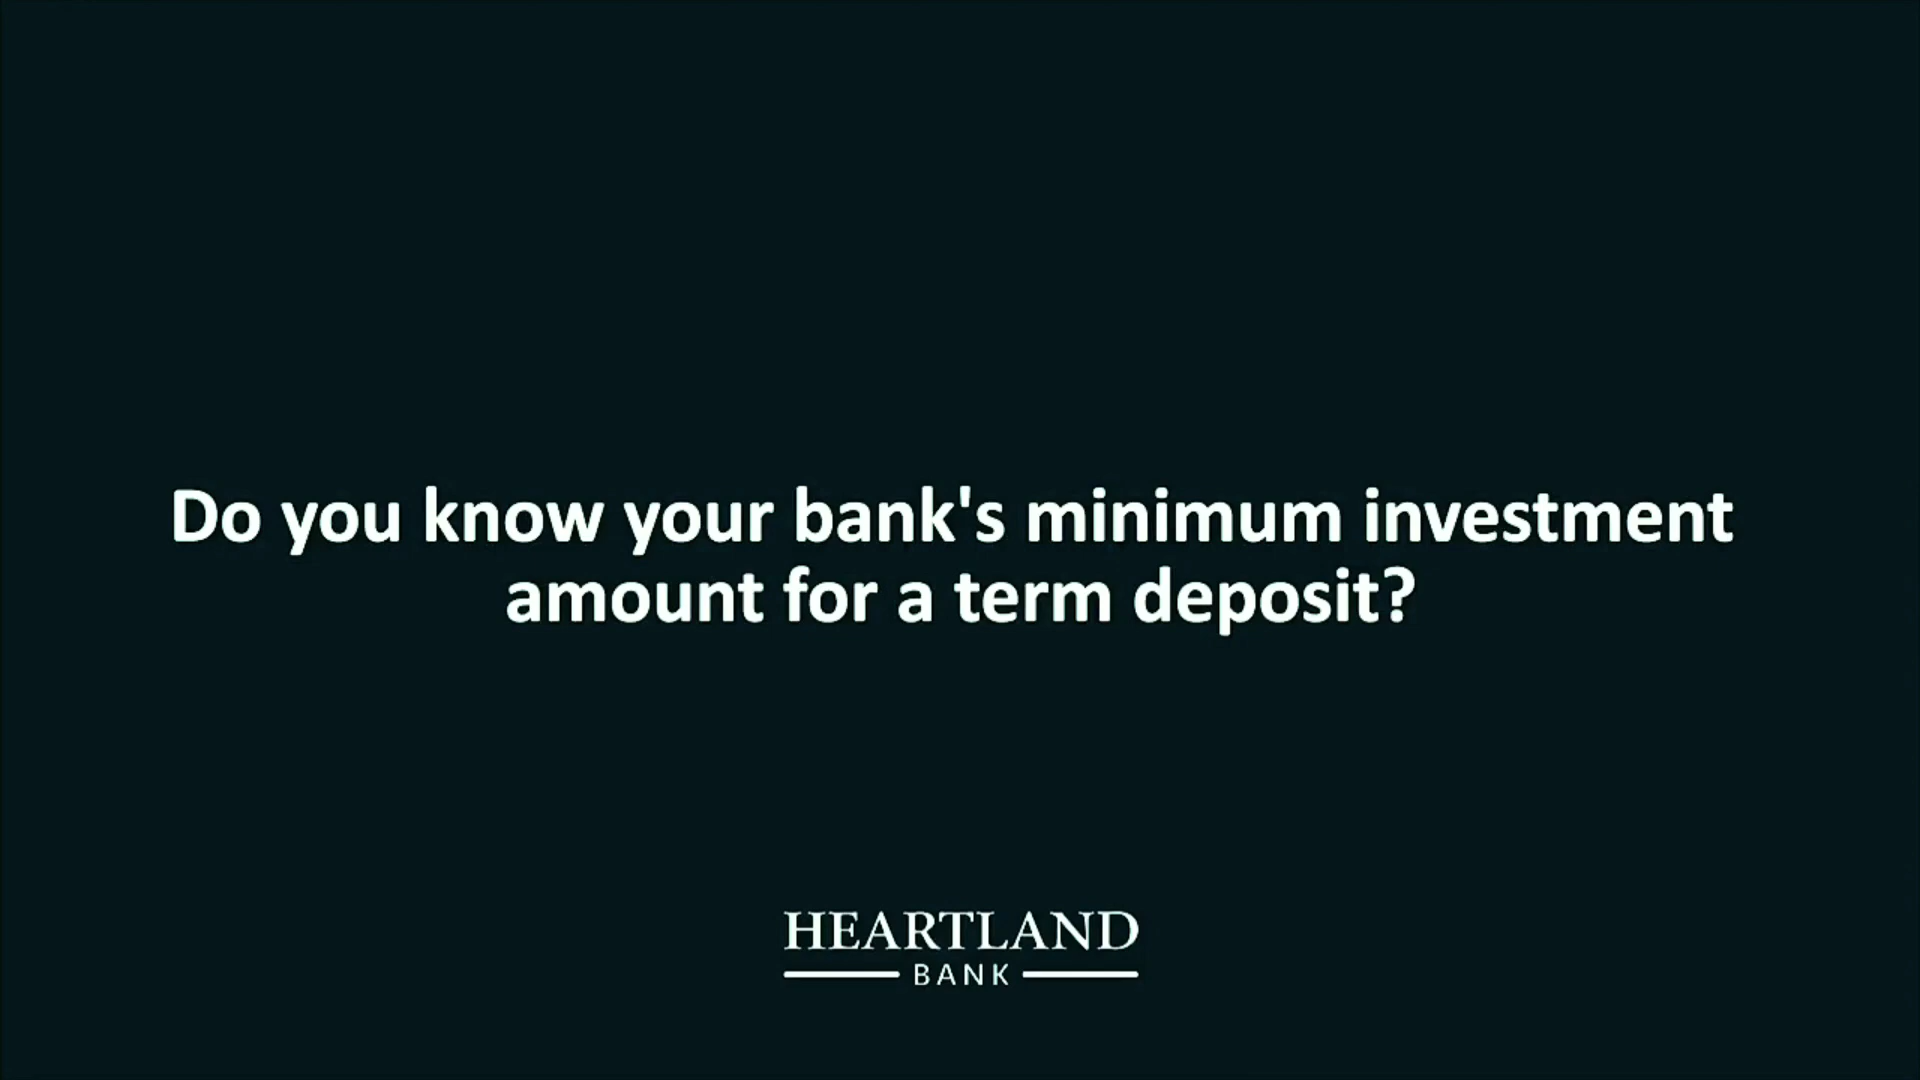 Do you know your bank's minimum investment
amount for a term deposit?
HEARTLAND
BANK